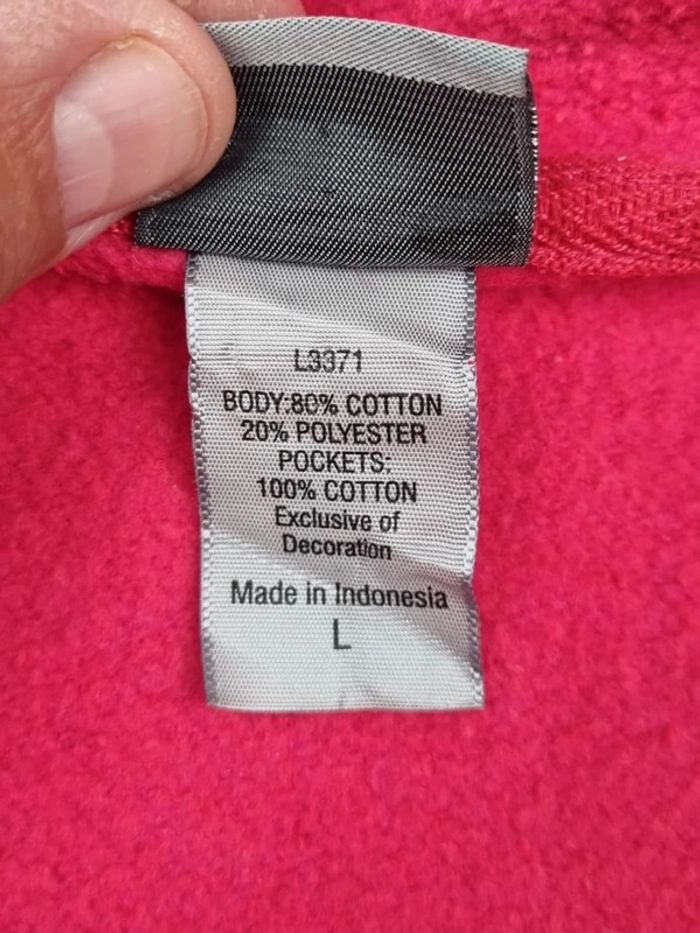 L3371
BODY:80% COTTON
20% POLYESTER
POCKETS:
100% COTTON
Exclusive of
Decoration
Made in Indonesia
L